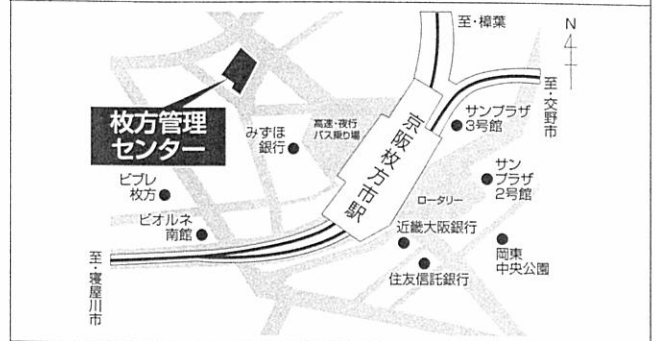 至・樟葉
N
至・交野市
枚方管理
センター
みずほ
銀行
高速・夜行
バス乗り場
京阪枚方市駅
サンプラザ
3号館
サン
プラザ
2号館
ビブレ
枚方
ビオルネ
南館
ロータリー
近畿大阪銀行
住友信託銀行
岡東
中央公園
至・寝屋川市